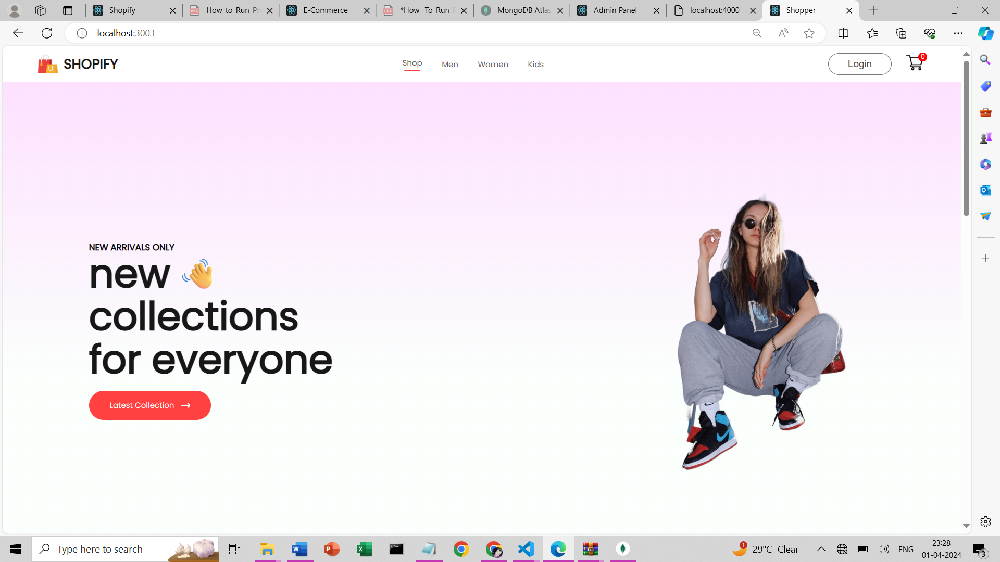 Shopify
How_to_Run_Pr
E-Commerce
*How _To_Run_P
MongoDB Atlas
Admin Panel
localhost:4000
Shopper
localhost:3003
SHOPIFY
Shop
Men
Women
Kids
Login
0
NEW ARRIVALS ONLY
new 👋
collections
for everyone
Latest Collection →
Type here to search
29°C Clear
ENG
23:28
01-04-2024
3